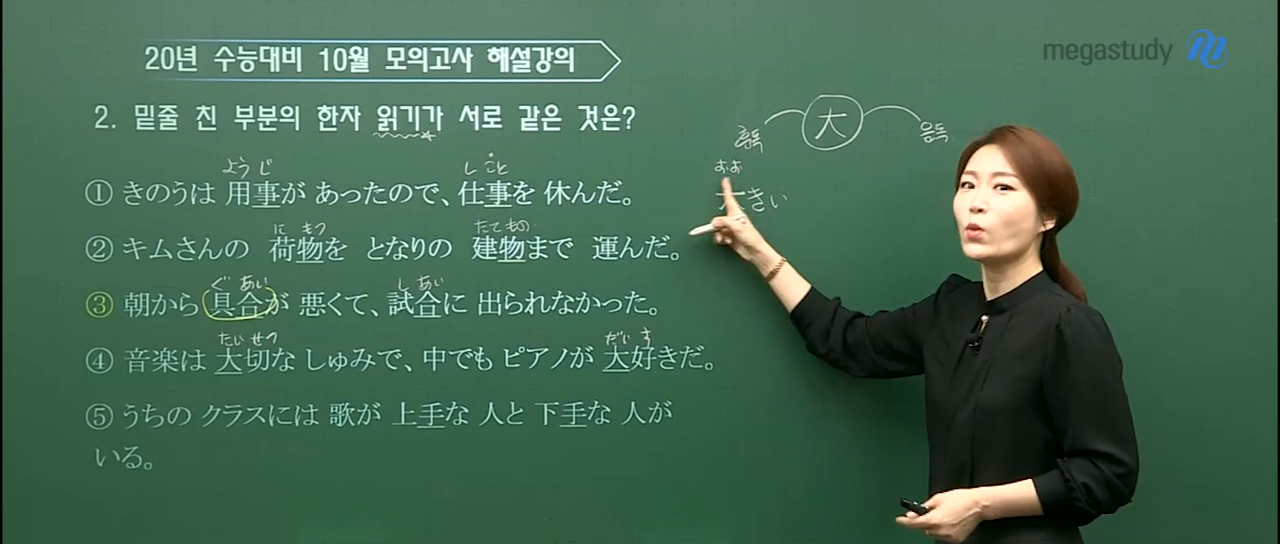 20년 수능대비 10월 모의고사 해설강의
megastudy
2. 밑줄 친 부분의 한자 읽기가 서로 같은 것은?
大
훈독
음독
よう じ
し ごと
① きのうは 用事が あったので、仕事を 休んだ。
おお
大きい
に もつ
たてもの
② キムさんの 荷物を となりの 建物まで 運んだ。
ぐ あい
し あい
③ 朝から 具合が 悪くて、試合に 出られなかった。
たい せつ
だい す
④ 音楽は 大切な しゅみで、中でも ピアノが 大好きだ。
⑤ うちの クラスには 歌が 上手な 人と 下手な 人が
いる。